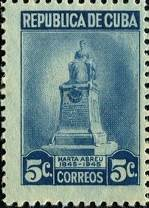 REPUBLICA DE CUBA
MARTA ABREU
1845-1945
5C. CORREOS 5C.